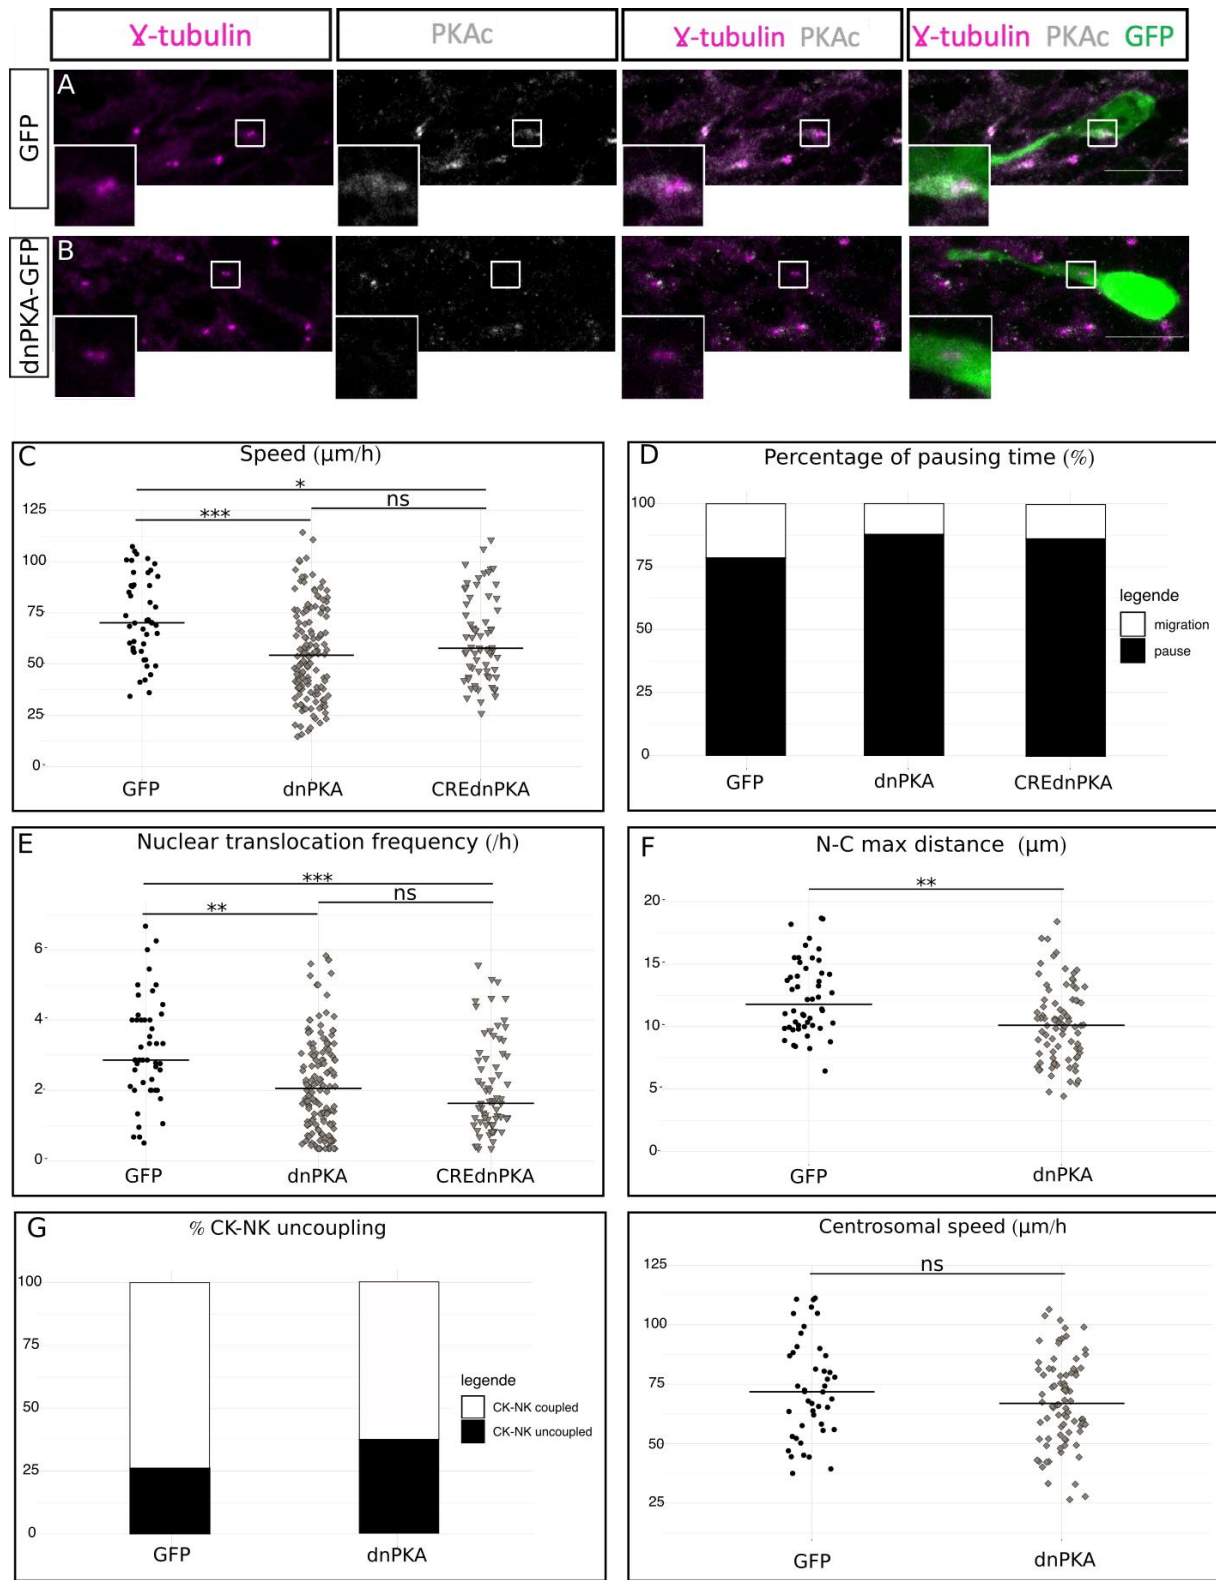 Ɣ-tubulin
PKAc
Ɣ-tubulin PKAc
Ɣ-tubulin PKAc GFP
GFP
A
dnPKA-GFP
B
C
Speed (µm/h)
*
***
ns
125
100
75
50
25
0
GFP
dnPKA
CREdnPKA
D
Percentage of pausing time (%)
100
75
50
25
0
GFP
dnPKA
CREdnPKA
legende
migration
pause
E
Nuclear translocation frequency (/h)
***
**
ns
6
4
2
0
GFP
dnPKA
CREdnPKA
F
N-C max distance (µm)
**
20
15
10
5
0
GFP
dnPKA
G
% CK-NK uncoupling
100
75
50
25
0
GFP
dnPKA
legende
CK-NK coupled
CK-NK uncoupled
Centrosomal speed (µm/h
ns
125
100
75
50
25
GFP
dnPKA